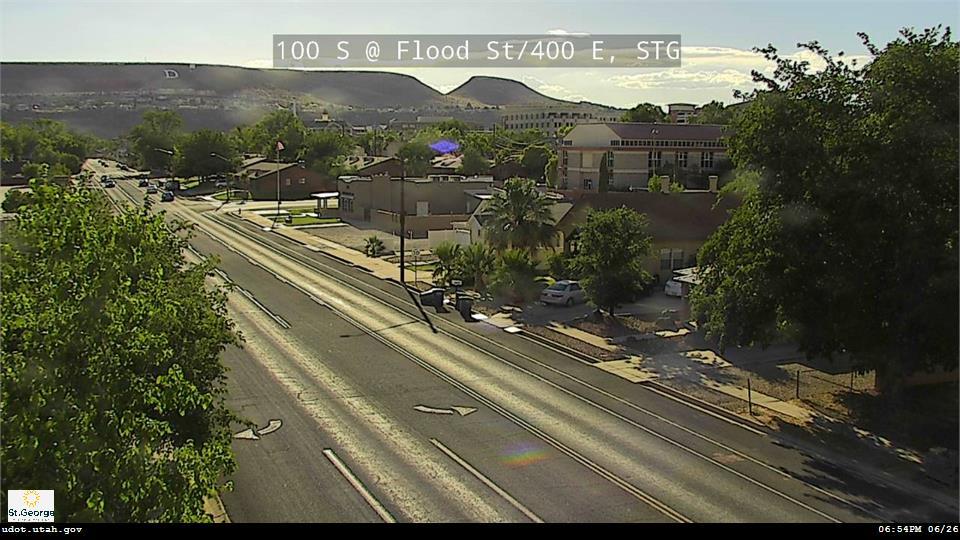 100 S @ Flood St/400 E, STG
D
St.George
udot.utah.gov
06:54PM 06/26